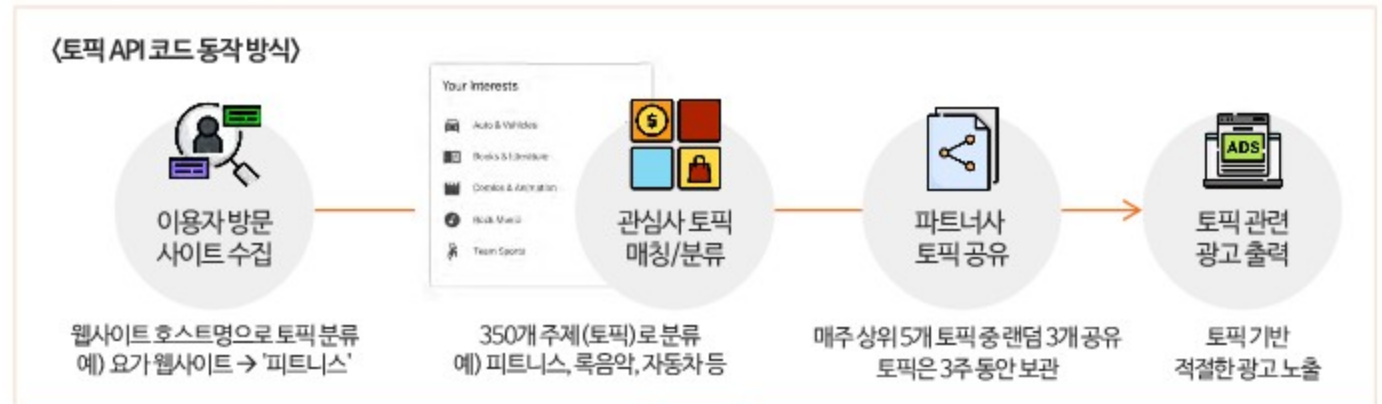 〈토픽 API 코드 동작 방식〉
Your Interests
Auto & Vehicles
Books & Literature
Comics & Animation
Rock Music
Team Sports
ADS
이용자 방문
사이트 수집
관심사 토픽
매칭/분류
파트너사
토픽 공유
토픽 관련
광고 출력
웹사이트 호스트명으로 토픽 분류
예) 요가 웹사이트 → '피트니스'
350개 주제(토픽)로 분류
예) 피트니스, 록음악, 자동차 등
매주 상위 5개 토픽 중 랜덤 3개 공유
토픽은 3주 동안 보관
토픽 기반
적절한 광고 노출